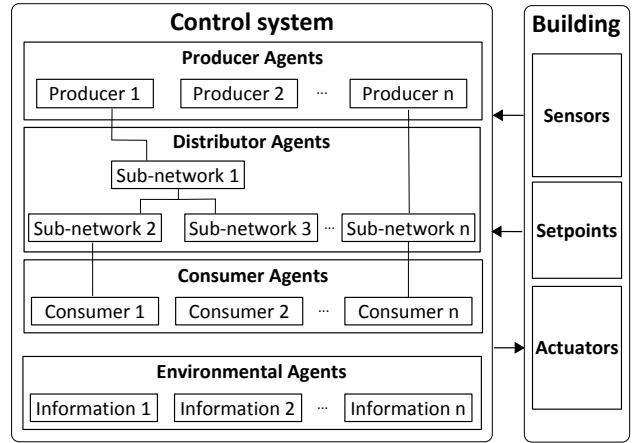 Control system
Producer Agents
Producer 1
Producer 2
...
Producer n
Distributor Agents
Sub-network 1
Sub-network 2
Sub-network 3
...
Sub-network n
Consumer Agents
Consumer 1
Consumer 2
...
Consumer n
Environmental Agents
Information 1
Information 2
...
Information n
Building
Sensors
Setpoints
Actuators